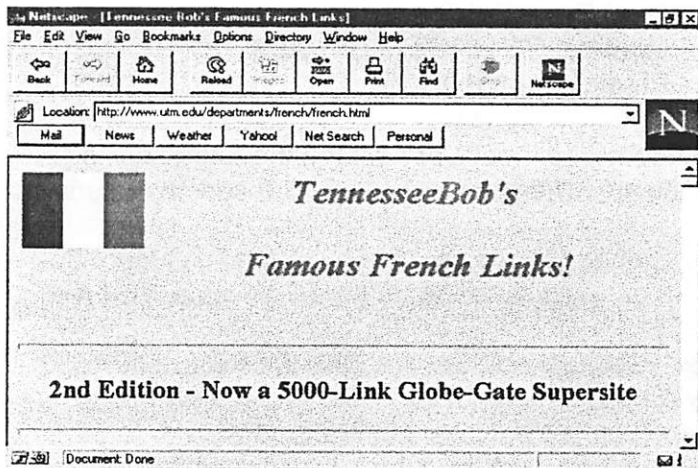 Netscape - [Tennessee Bob's Famous French Links]
File Edit View Go Bookmarks Options Directory Window Help
Back Forward Home Reload Images Open Print Find Stop Netscape
Location: http://www.utm.edu/departments/french/french.html
N
Mail News Weather Yahoo! Net Search Personal
TennesseeBob's
Famous French Links!
2nd Edition - Now a 5000-Link Globe-Gate Supersite
Document: Done